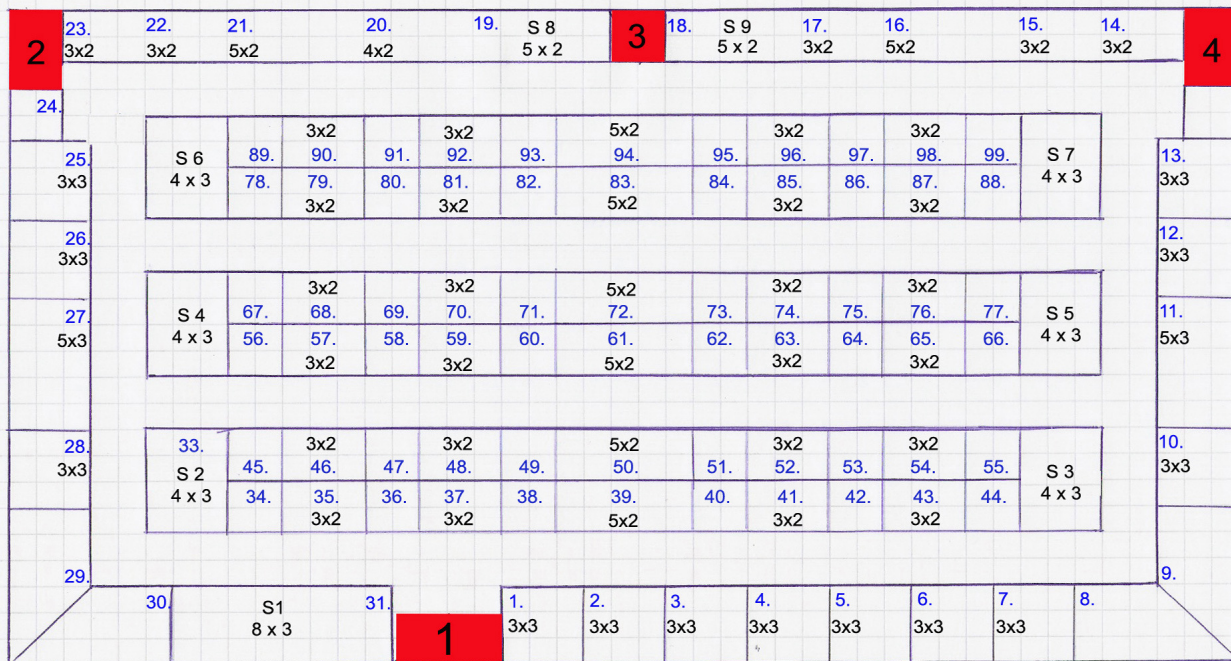 23. 22. 21. 20. 19. S 8 18. S 9 17. 16. 15. 14.
2 3x2 3x2 5x2 4x2 5 x 2 3 5 x 2 3x2 5x2 3x2 3x2 4
24.
3x2 3x2 5x2 3x2 3x2
25. S 6 89. 90. 91. 92. 93. 94. 95. 96. 97. 98. 99. S 7 13.
3x3 4 x 3 78. 79. 80. 81. 82. 83. 84. 85. 86. 87. 88. 4 x 3 3x3
3x2 3x2 5x2 3x2 3x2
26. 12.
3x3 3x3
3x2 3x2 5x2 3x2 3x2
27. S 4 67. 68. 69. 70. 71. 72. 73. 74. 75. 76. 77. S 5 11.
5x3 4 x 3 56. 57. 58. 59. 60. 61. 62. 63. 64. 65. 66. 4 x 3 5x3
3x2 3x2 5x2 3x2 3x2
28. 33. 3x2 3x2 5x2 3x2 3x2 10.
3x3 S 2 45. 46. 47. 48. 49. 50. 51. 52. 53. 54. 55. S 3 3x3
4 x 3 34. 35. 36. 37. 38. 39. 40. 41. 42. 43. 44. 4 x 3
3x2 3x2 5x2 3x2 3x2
29. 9.
30. S1 31. 1. 2. 3. 4. 5. 6. 7. 8.
8 x 3 1 3x3 3x3 3x3 3x3 3x3 3x3 3x3